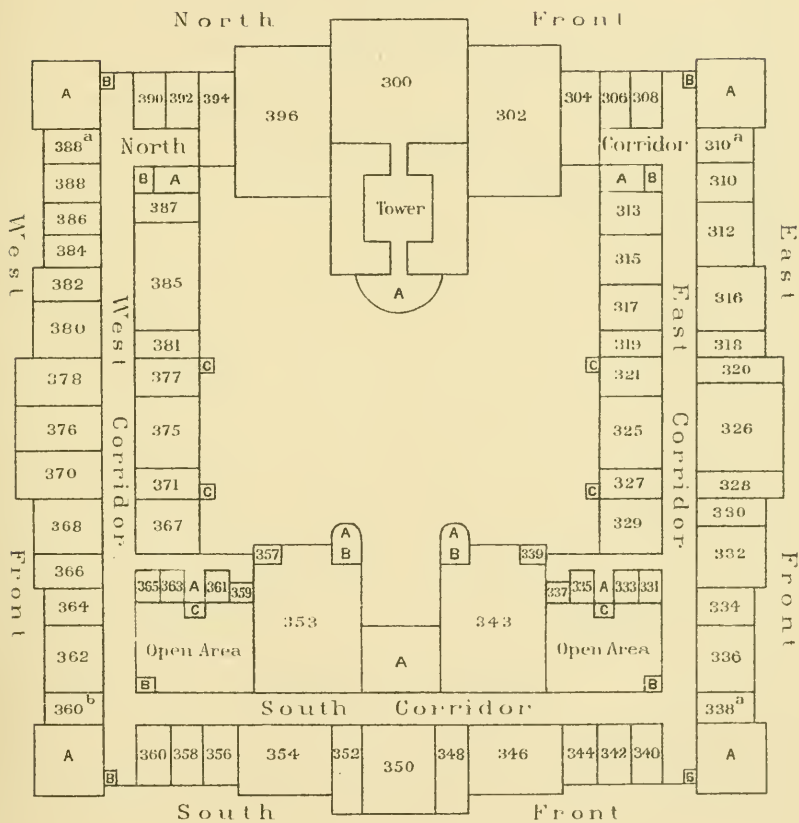 North Front
300
B 390 392 394 396 302 304 306 308 B
A A
388a North Corridor 310a
388 B A A B 310
387 Tower 313
386 312
384 385 315
West East
382 A 316
380 317
West East
381 319 318
378 377 C C 321 320
376 375 325 326
Corridor Corridor
370 371 C C 327 328
368 367 329 330
A A
357 B B 339 332
366 365 363 A 361 359 337 335 A 333 331
C C
364 353 343 334
Front Front
362 Open Area A Open Area 336
B B
360b South Corridor 338a
A 360 358 356 354 352 350 348 346 344 342 340 A
B 6
South Front